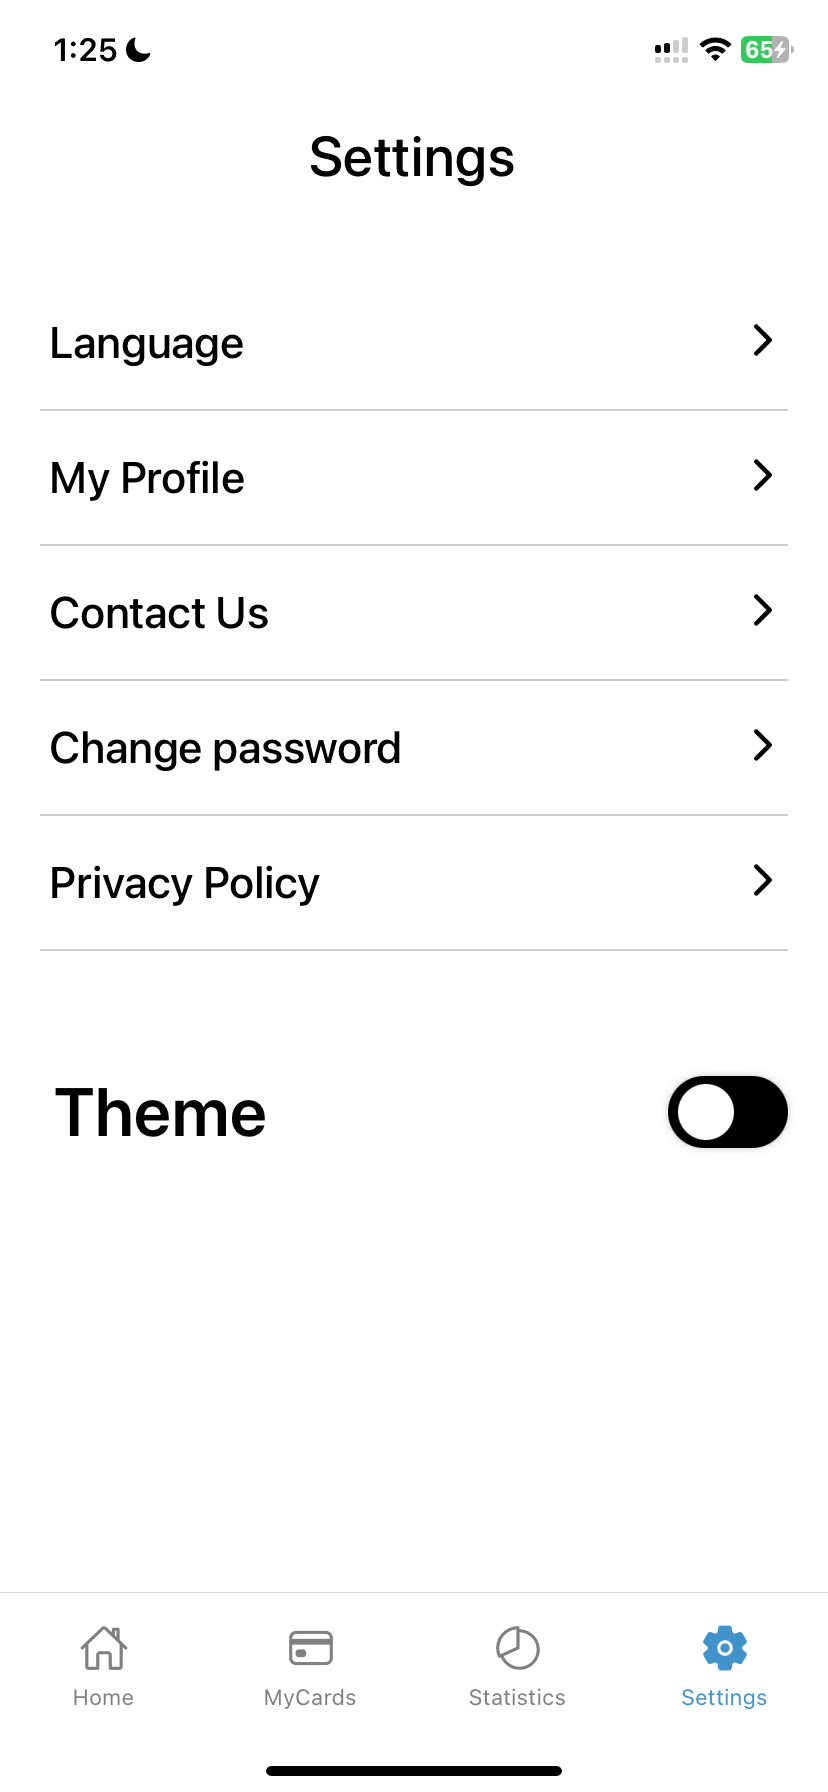 1:25
65
Settings
Language
My Profile
Contact Us
Change password
Privacy Policy
Theme
Home
MyCards
Statistics
Settings